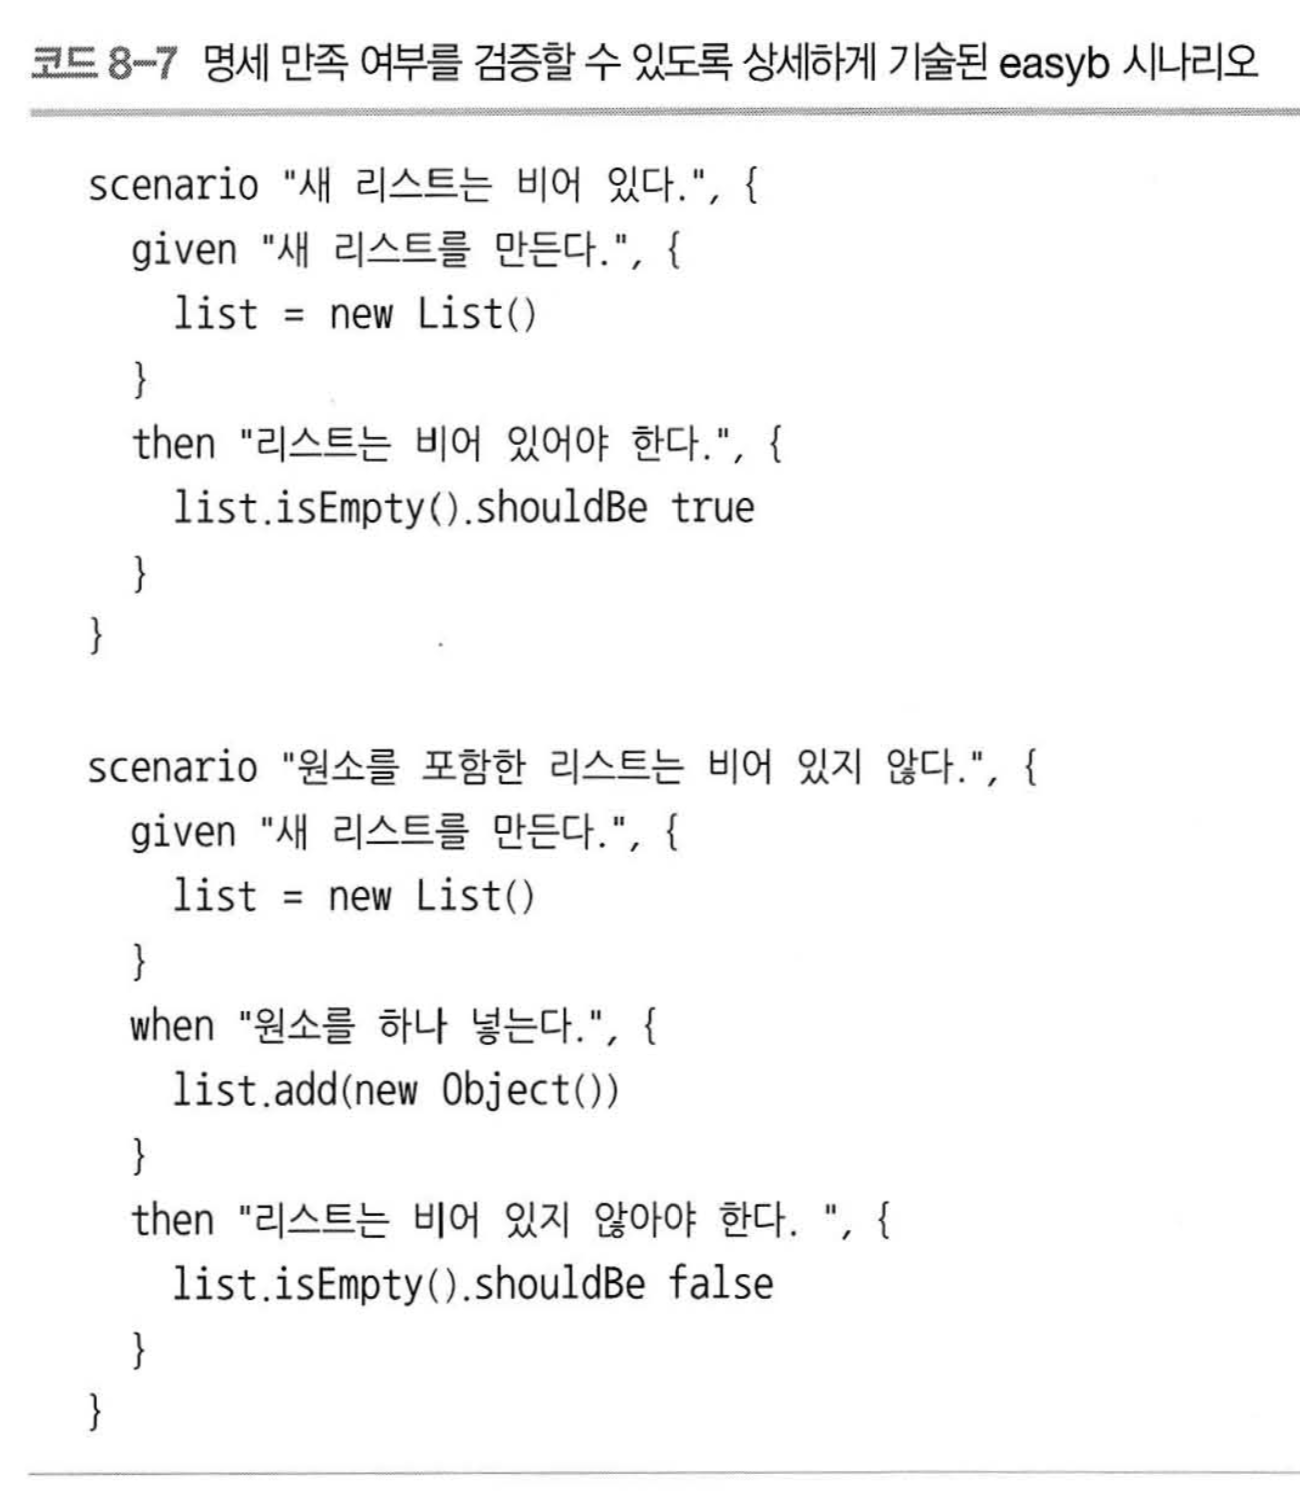 코드 8-7 명세 만족 여부를 검증할 수 있도록 상세하게 기술된 easyb 시나리오
scenario "새 리스트는 비어 있다.", {
given "새 리스트를 만든다.", {
list = new List()
}
then "리스트는 비어 있어야 한다.", {
list.isEmpty().shouldBe true
}
}
scenario "원소를 포함한 리스트는 비어 있지 않다.", {
given "새 리스트를 만든다.", {
list = new List()
}
when "원소를 하나 넣는다.", {
list.add(new Object())
}
then "리스트는 비어 있지 않아야 한다. ", {
list.isEmpty().shouldBe false
}
}